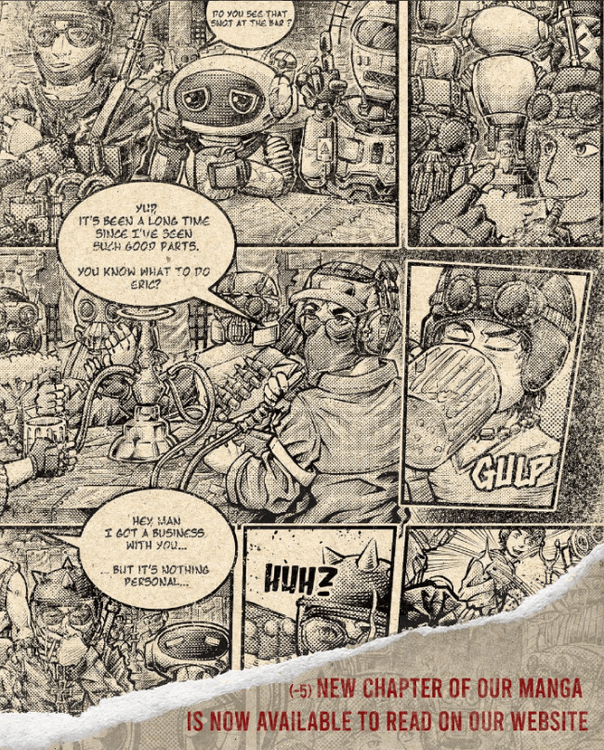 DO YOU SEE THAT
SNOT AT THE BAR?
YUP,
IT'S BEEN A LONG TIME
SINCE I'VE SEEN
SUCH GOOD PARTS.
YOU KNOW WHAT TO DO
ERIC?
GULP
HEY, MAN
I GOT A BUSINESS
WITH YOU...
... BUT IT'S NOTHING
PERSONAL...
HUH?
(-5) NEW CHAPTER OF OUR MANGA
IS NOW AVAILABLE TO READ ON OUR WEBSITE